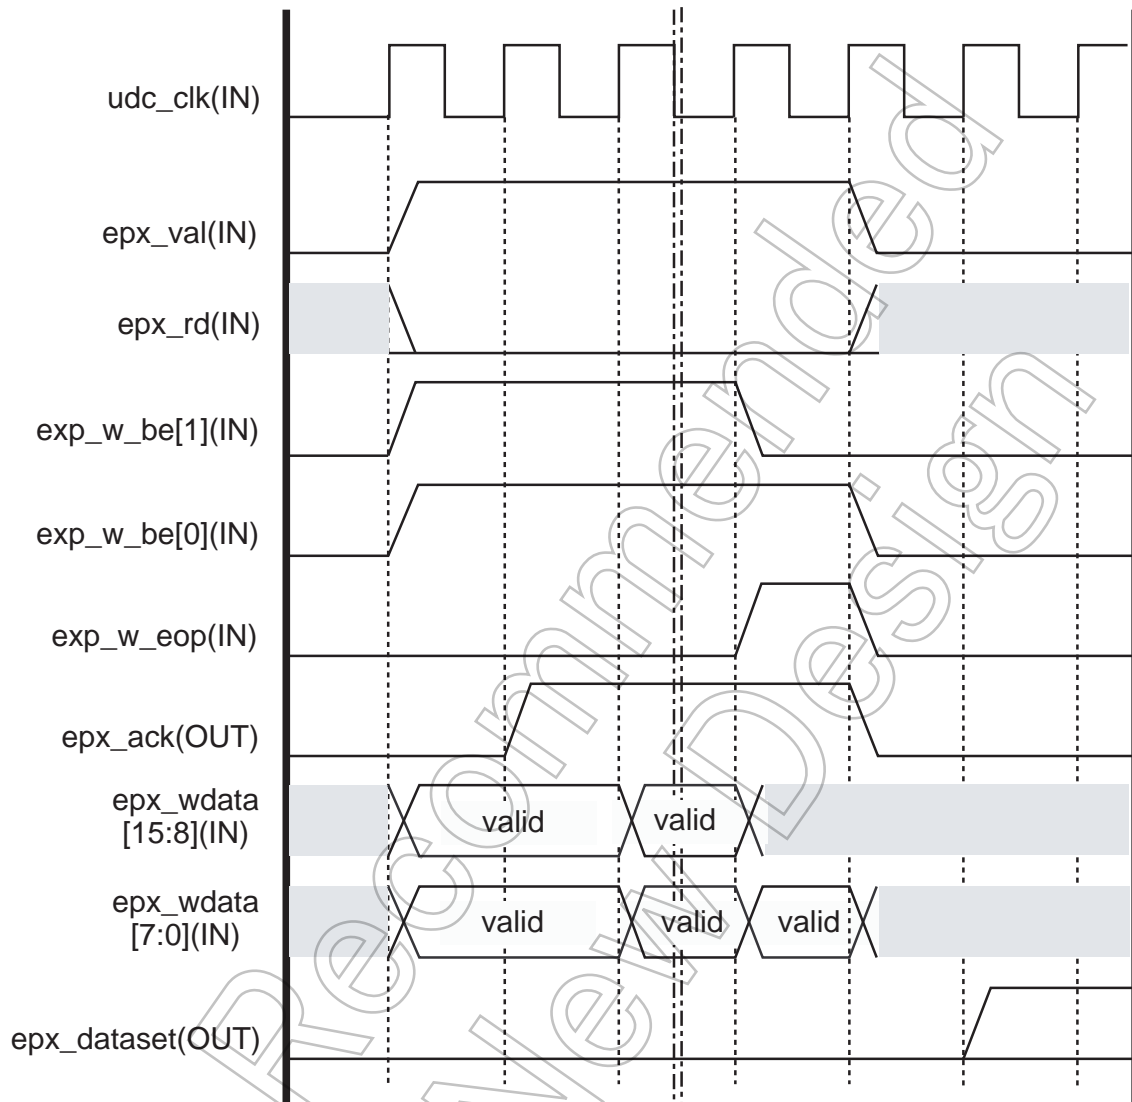 udc_clk(IN)
epx_val(IN)
epx_rd(IN)
exp_w_be[1](IN)
exp_w_be[0](IN)
exp_w_eop(IN)
epx_ack(OUT)
epx_wdata
[15:8](IN)
valid valid
epx_wdata
[7:0](IN)
valid valid valid
epx_dataset(OUT)
Recommended
New Design